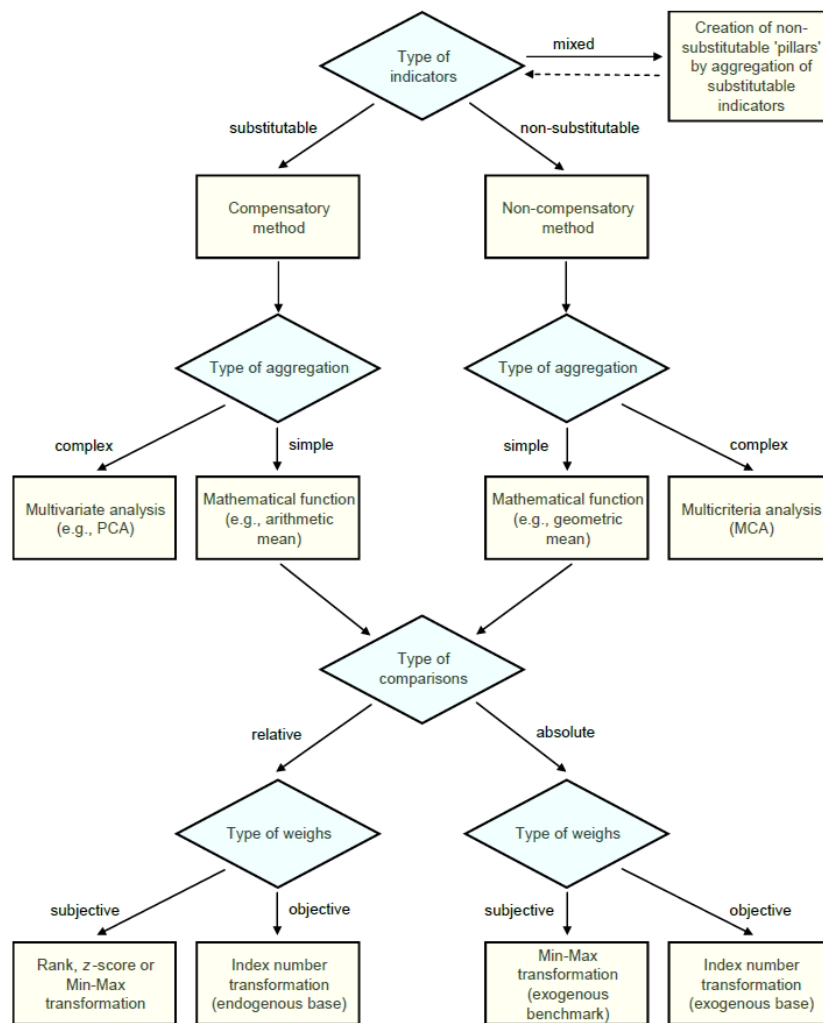 Type of
indicators
mixed
Creation of non-
substitutable 'pillars'
by aggregation of
substitutable
indicators
substitutable
non-substitutable
Compensatory
method
Non-compensatory
method
Type of aggregation
Type of aggregation
complex
simple
simple
complex
Multivariate analysis
(e.g., PCA)
Mathematical function
(e.g., arithmetic
mean)
Mathematical function
(e.g., geometric
mean)
Multicriteria analysis
(MCA)
Type of
comparisons
relative
absolute
Type of weighs
Type of weighs
subjective
objective
subjective
objective
Rank, z-score or
Min-Max
transformation
Index number
transformation
(endogenous base)
Min-Max
transformation
(exogenous
benchmark)
Index number
transformation
(exogenous base)